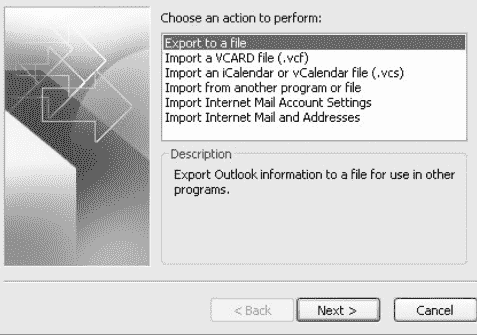 Choose an action to perform:
Export to a file
Import a VCARD file (.vcf)
Import an iCalendar or vCalendar file (.vcs)
Import from another program or file
Import Internet Mail Account Settings
Import Internet Mail and Addresses
Description
Export Outlook information to a file for use in other
programs.
< Back Next > Cancel